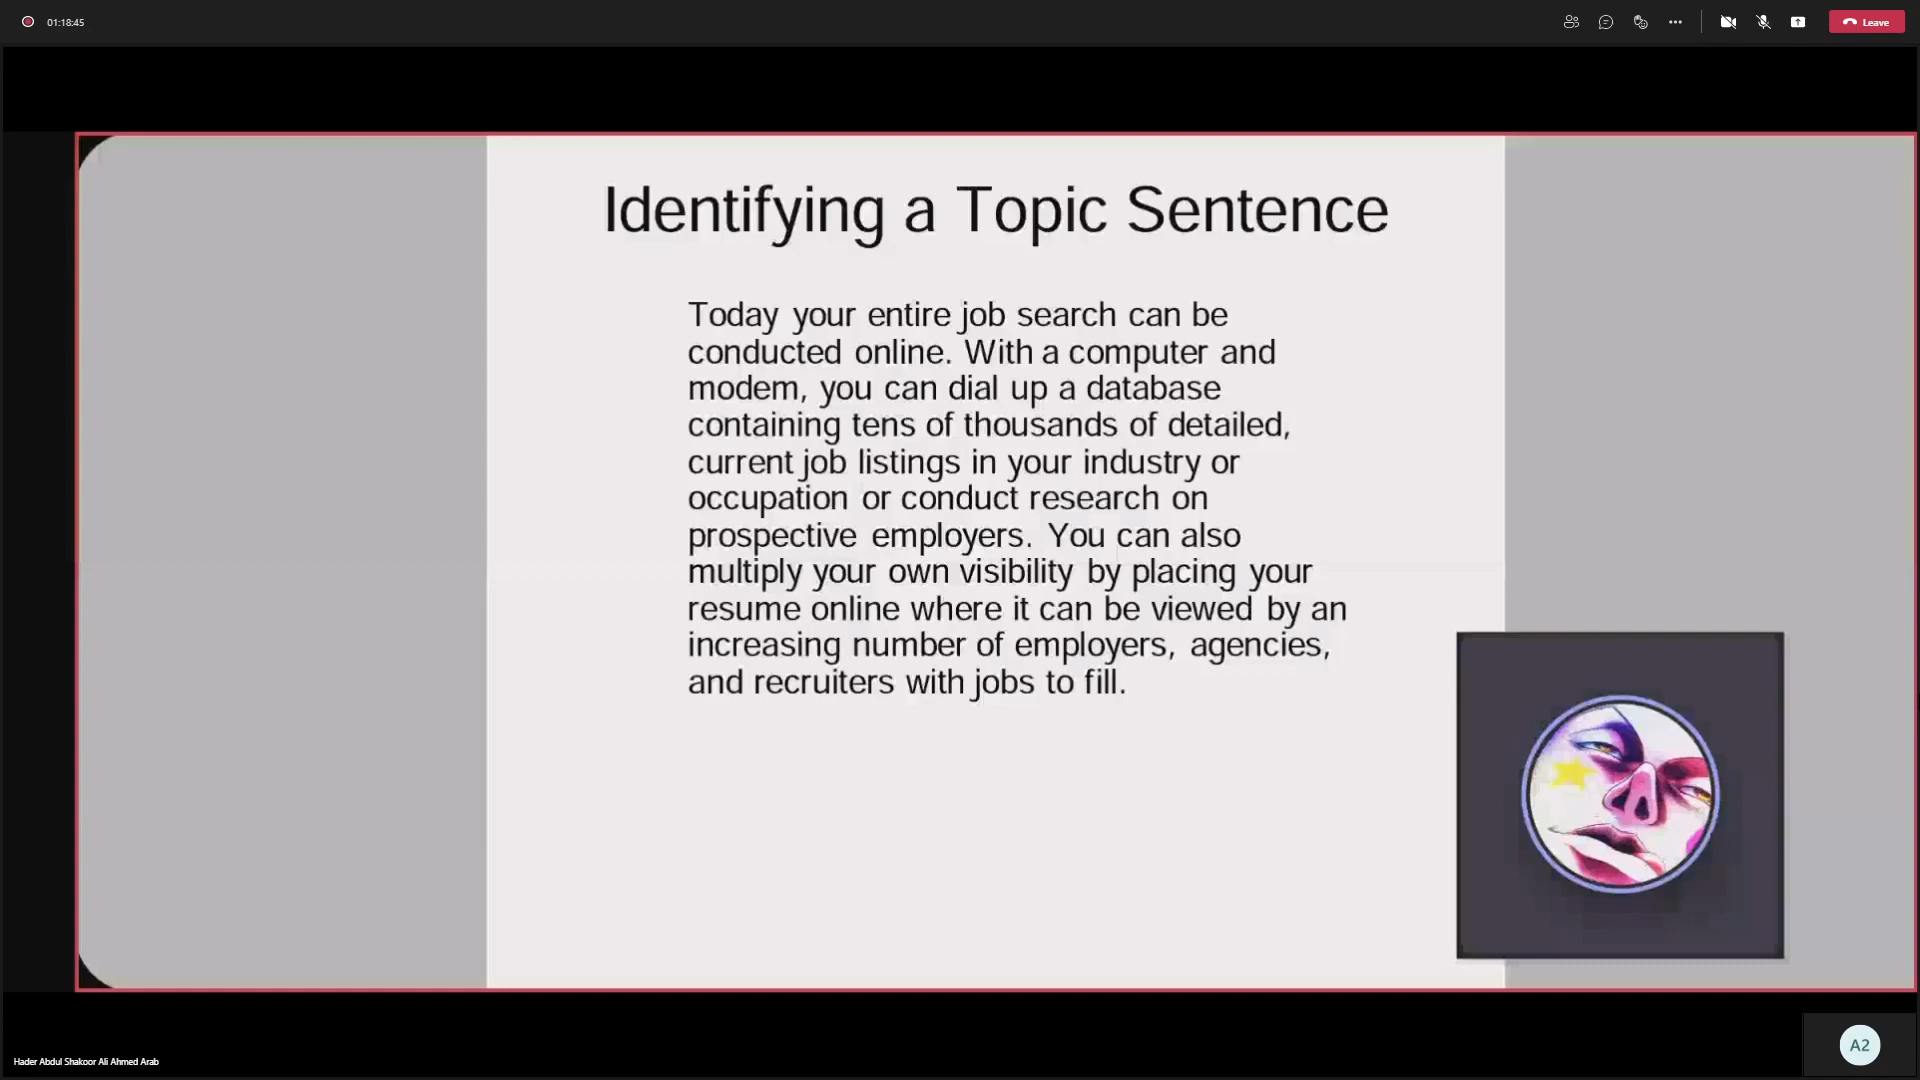 01:18:45
Leave
Identifying a Topic Sentence
Today your entire job search can be
conducted online. With a computer and
modem, you can dial up a database
containing tens of thousands of detailed,
current job listings in your industry or
occupation or conduct research on
prospective employers. You can also
multiply your own visibility by placing your
resume online where it can be viewed by an
increasing number of employers, agencies,
and recruiters with jobs to fill.
A2
Hader Abdul Shakoor Ali Ahmed Arab